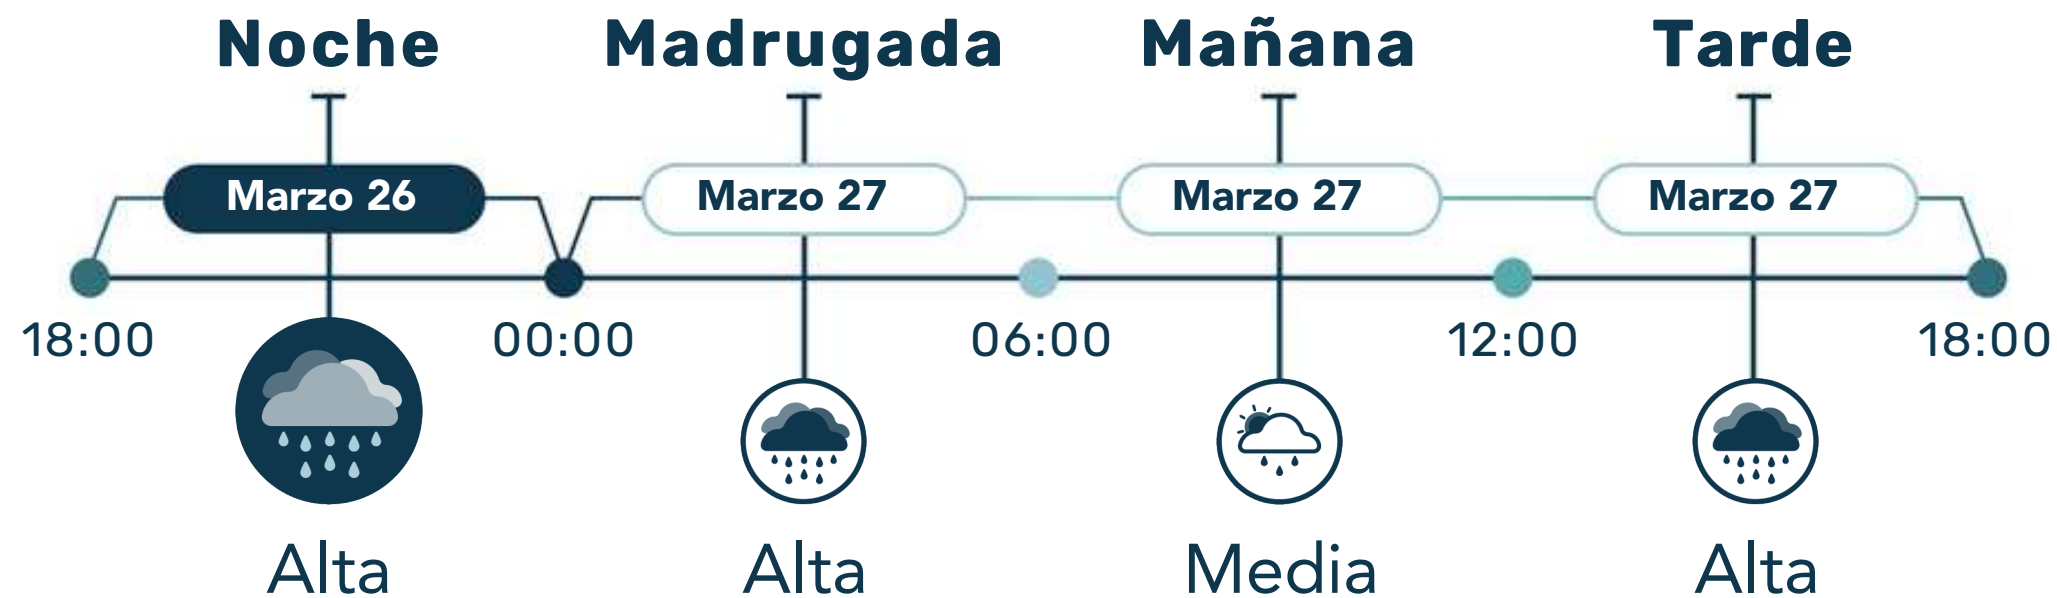 Noche
Madrugada
Mañana
Tarde
Marzo 26
Marzo 27
Marzo 27
Marzo 27
18:00
00:00
06:00
12:00
18:00
Alta
Alta
Media
Alta